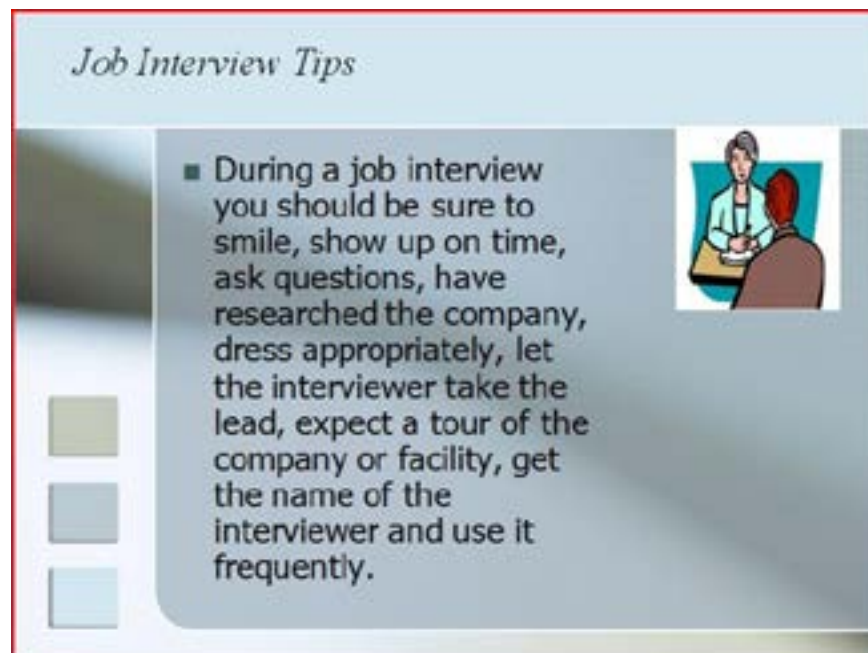 Job Interview Tips
During a job interview
you should be sure to
smile, show up on time,
ask questions, have
researched the company,
dress appropriately, let
the interviewer take the
lead, expect a tour of the
company or facility, get
the name of the
interviewer and use it
frequently.